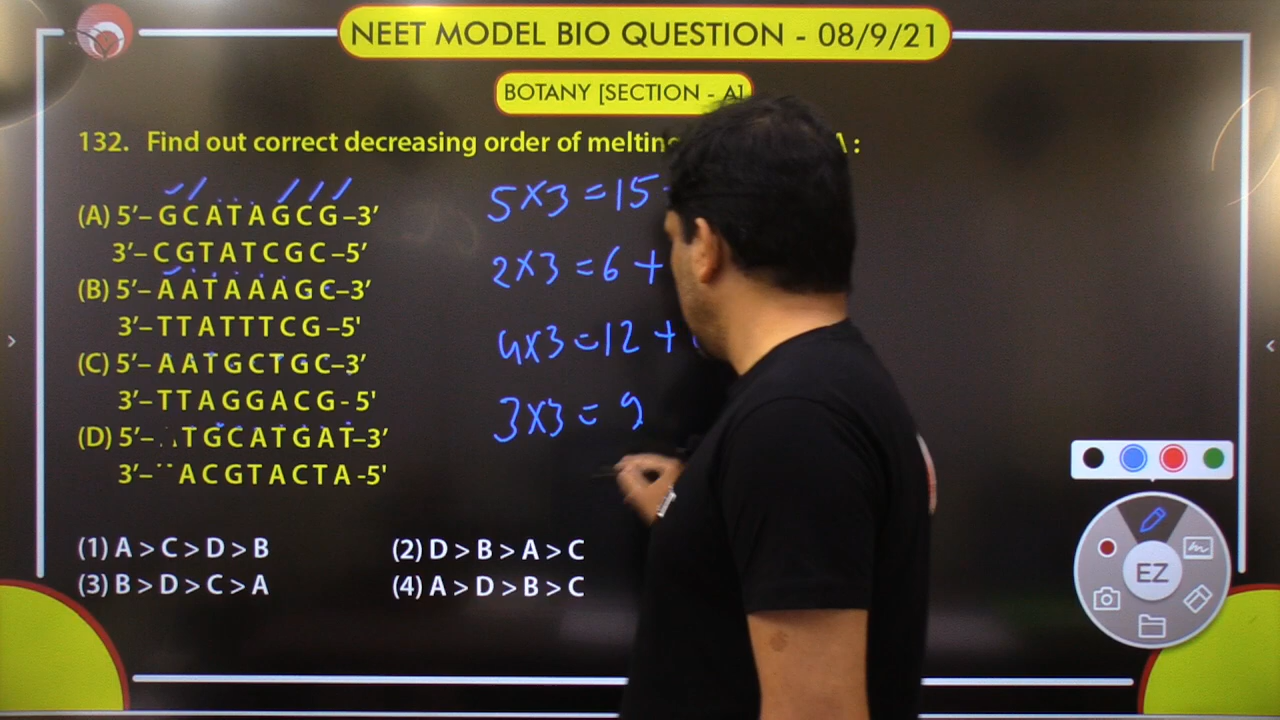 NEET MODEL BIO QUESTION - 08/9/21
BOTANY [SECTION - A]
132. Find out correct decreasing order of A :
(A) 5’– G C A T A G C G –3’
3’– C G T A T C G C –5’
(B) 5’– A A T A A A G C–3’
3’– T T A T T T C G –5'
(C) 5’– A A T G C T G C–3’
3’– T T A G G A C G - 5'
(D) 5’– T G C A T G A T–3’
3’– A C G T A C T A -5'
5×3=15
2×3=6+
4×3=12+
3×3=9
(1) A > C > D > B
(2) D > B > A > C
(3) B > D > C > A
(4) A > D > B > C
EZ